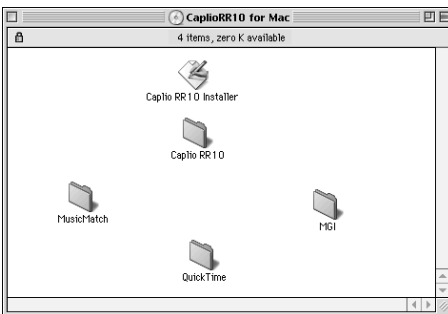 CaplioRR10 for Mac
4 items, zero K available
Caplio RR10 Installer
Caplio RR10
MusicMatch
MGI
QuickTime